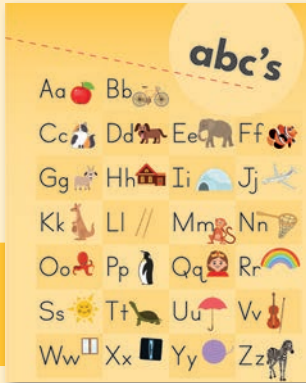 abc's
Aa Bb
Cc Dd Ee Ff
Gg Hh Ii Jj
Kk Ll Mm Nn
Oo Pp Qq Rr
Ss Tt Uu Vv
Ww Xx Yy Zz